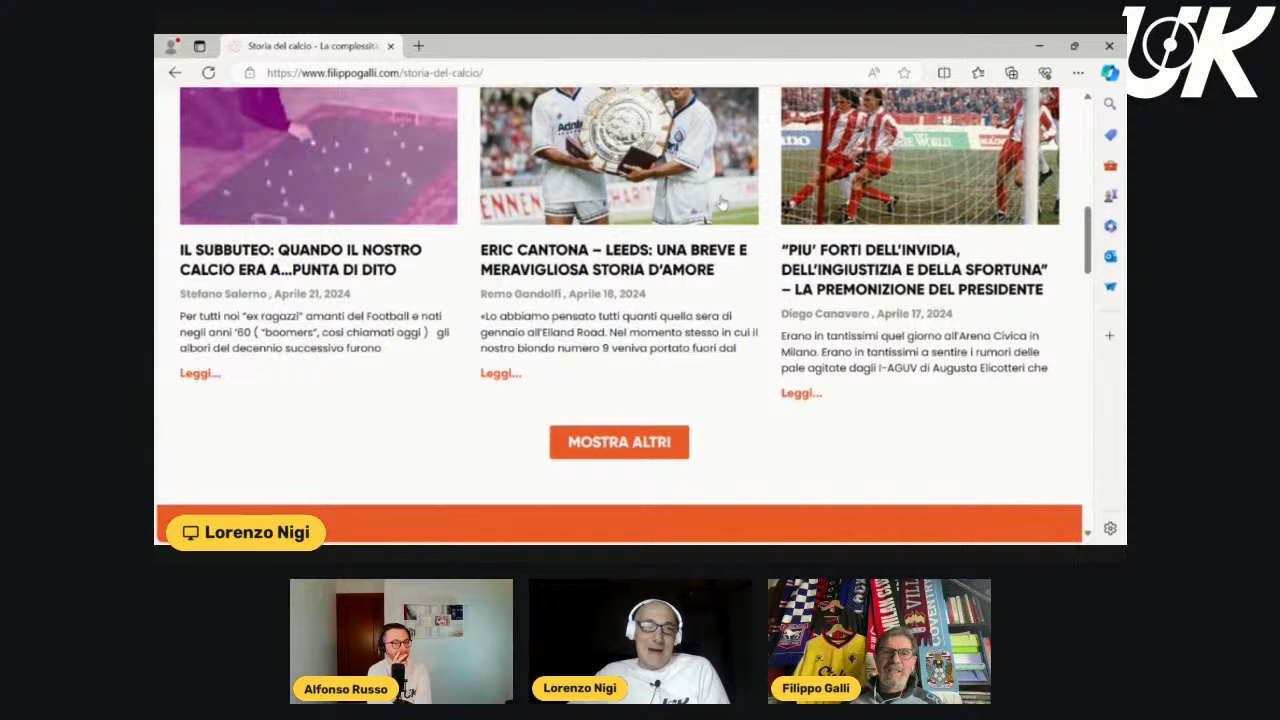 UK
Storia del calcio - La complessità
https://www.filippogalli.com/storia-del-calcio/
IL SUBBUTEO: QUANDO IL NOSTRO
CALCIO ERA A...PUNTA DI DITO
Stefano Salerno , Aprile 21, 2024
Per tutti noi “ex ragazzi” amanti del Football e nati
negli anni ‘60 ( “boomers”, così chiamati oggi ) gli
albori del decennio successivo furono
Leggi...
ERIC CANTONA – LEEDS: UNA BREVE E
MERAVIGLIOSA STORIA D’AMORE
Remo Gandolfi , Aprile 18, 2024
«Lo abbiamo pensato tutti quanti quella sera di
gennaio all’Elland Road. Nel momento stesso in cui il
nostro biondo numero 9 veniva portato fuori dal
Leggi...
“PIU’ FORTI DELL’INVIDIA,
DELL’INGIUSTIZIA E DELLA SFORTUNA”
– LA PREMONIZIONE DEL PRESIDENTE
Diego Canavero , Aprile 17, 2024
Erano in tantissimi quel giorno all’Arena Civica in
Milano. Erano in tantissimi a sentire i rumori delle
pale agitate dagli I-AGUV di Augusta Elicotteri che
Leggi...
MOSTRA ALTRI
Lorenzo Nigi
Alfonso Russo
Lorenzo Nigi
Filippo Galli
MILAN CLUB
COVENTRY